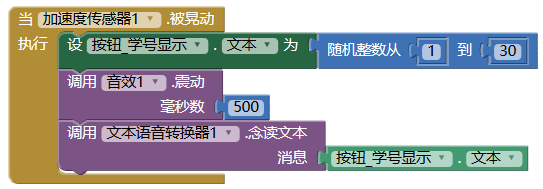 当 加速度传感器1 .被晃动
执行 设 按钮_学号显示 . 文本 为 随机整数从 1 到 30
调用 音效1 .震动
毫秒数 500
调用 文本语音转换器1 .念读文本
消息 按钮_学号显示 . 文本